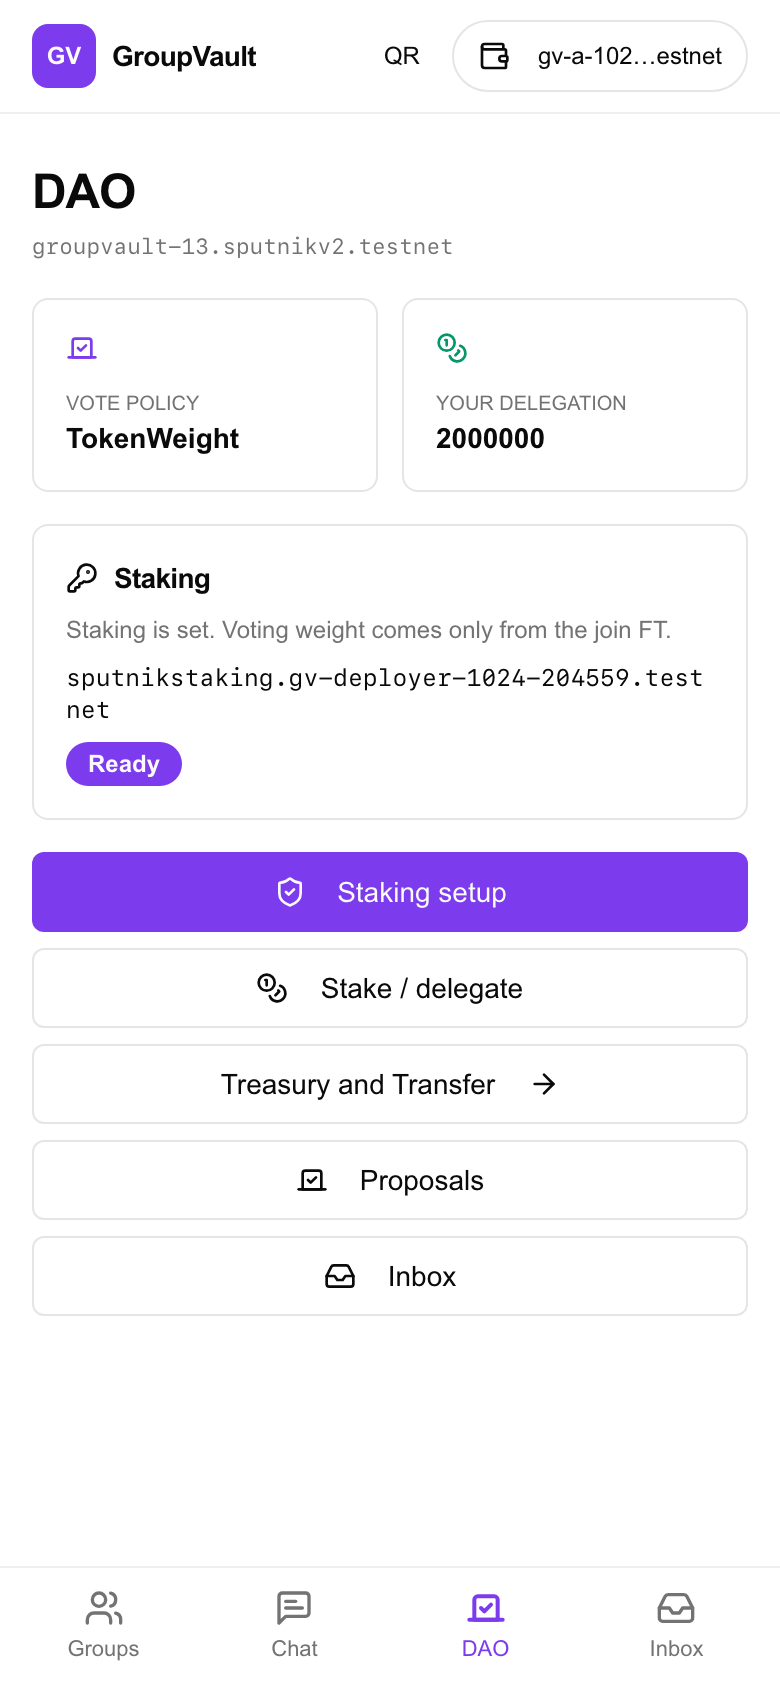 GV GroupVault QR gv-a-102...estnet
DAO
groupvault-13.sputnikv2.testnet
VOTE POLICY
TokenWeight
YOUR DELEGATION
2000000
Staking
Staking is set. Voting weight comes only from the join FT.
sputnikstaking.gv-deployer-1024-204559.test
net
Ready
Staking setup
Stake / delegate
Treasury and Transfer
Proposals
Inbox
Groups Chat DAO Inbox